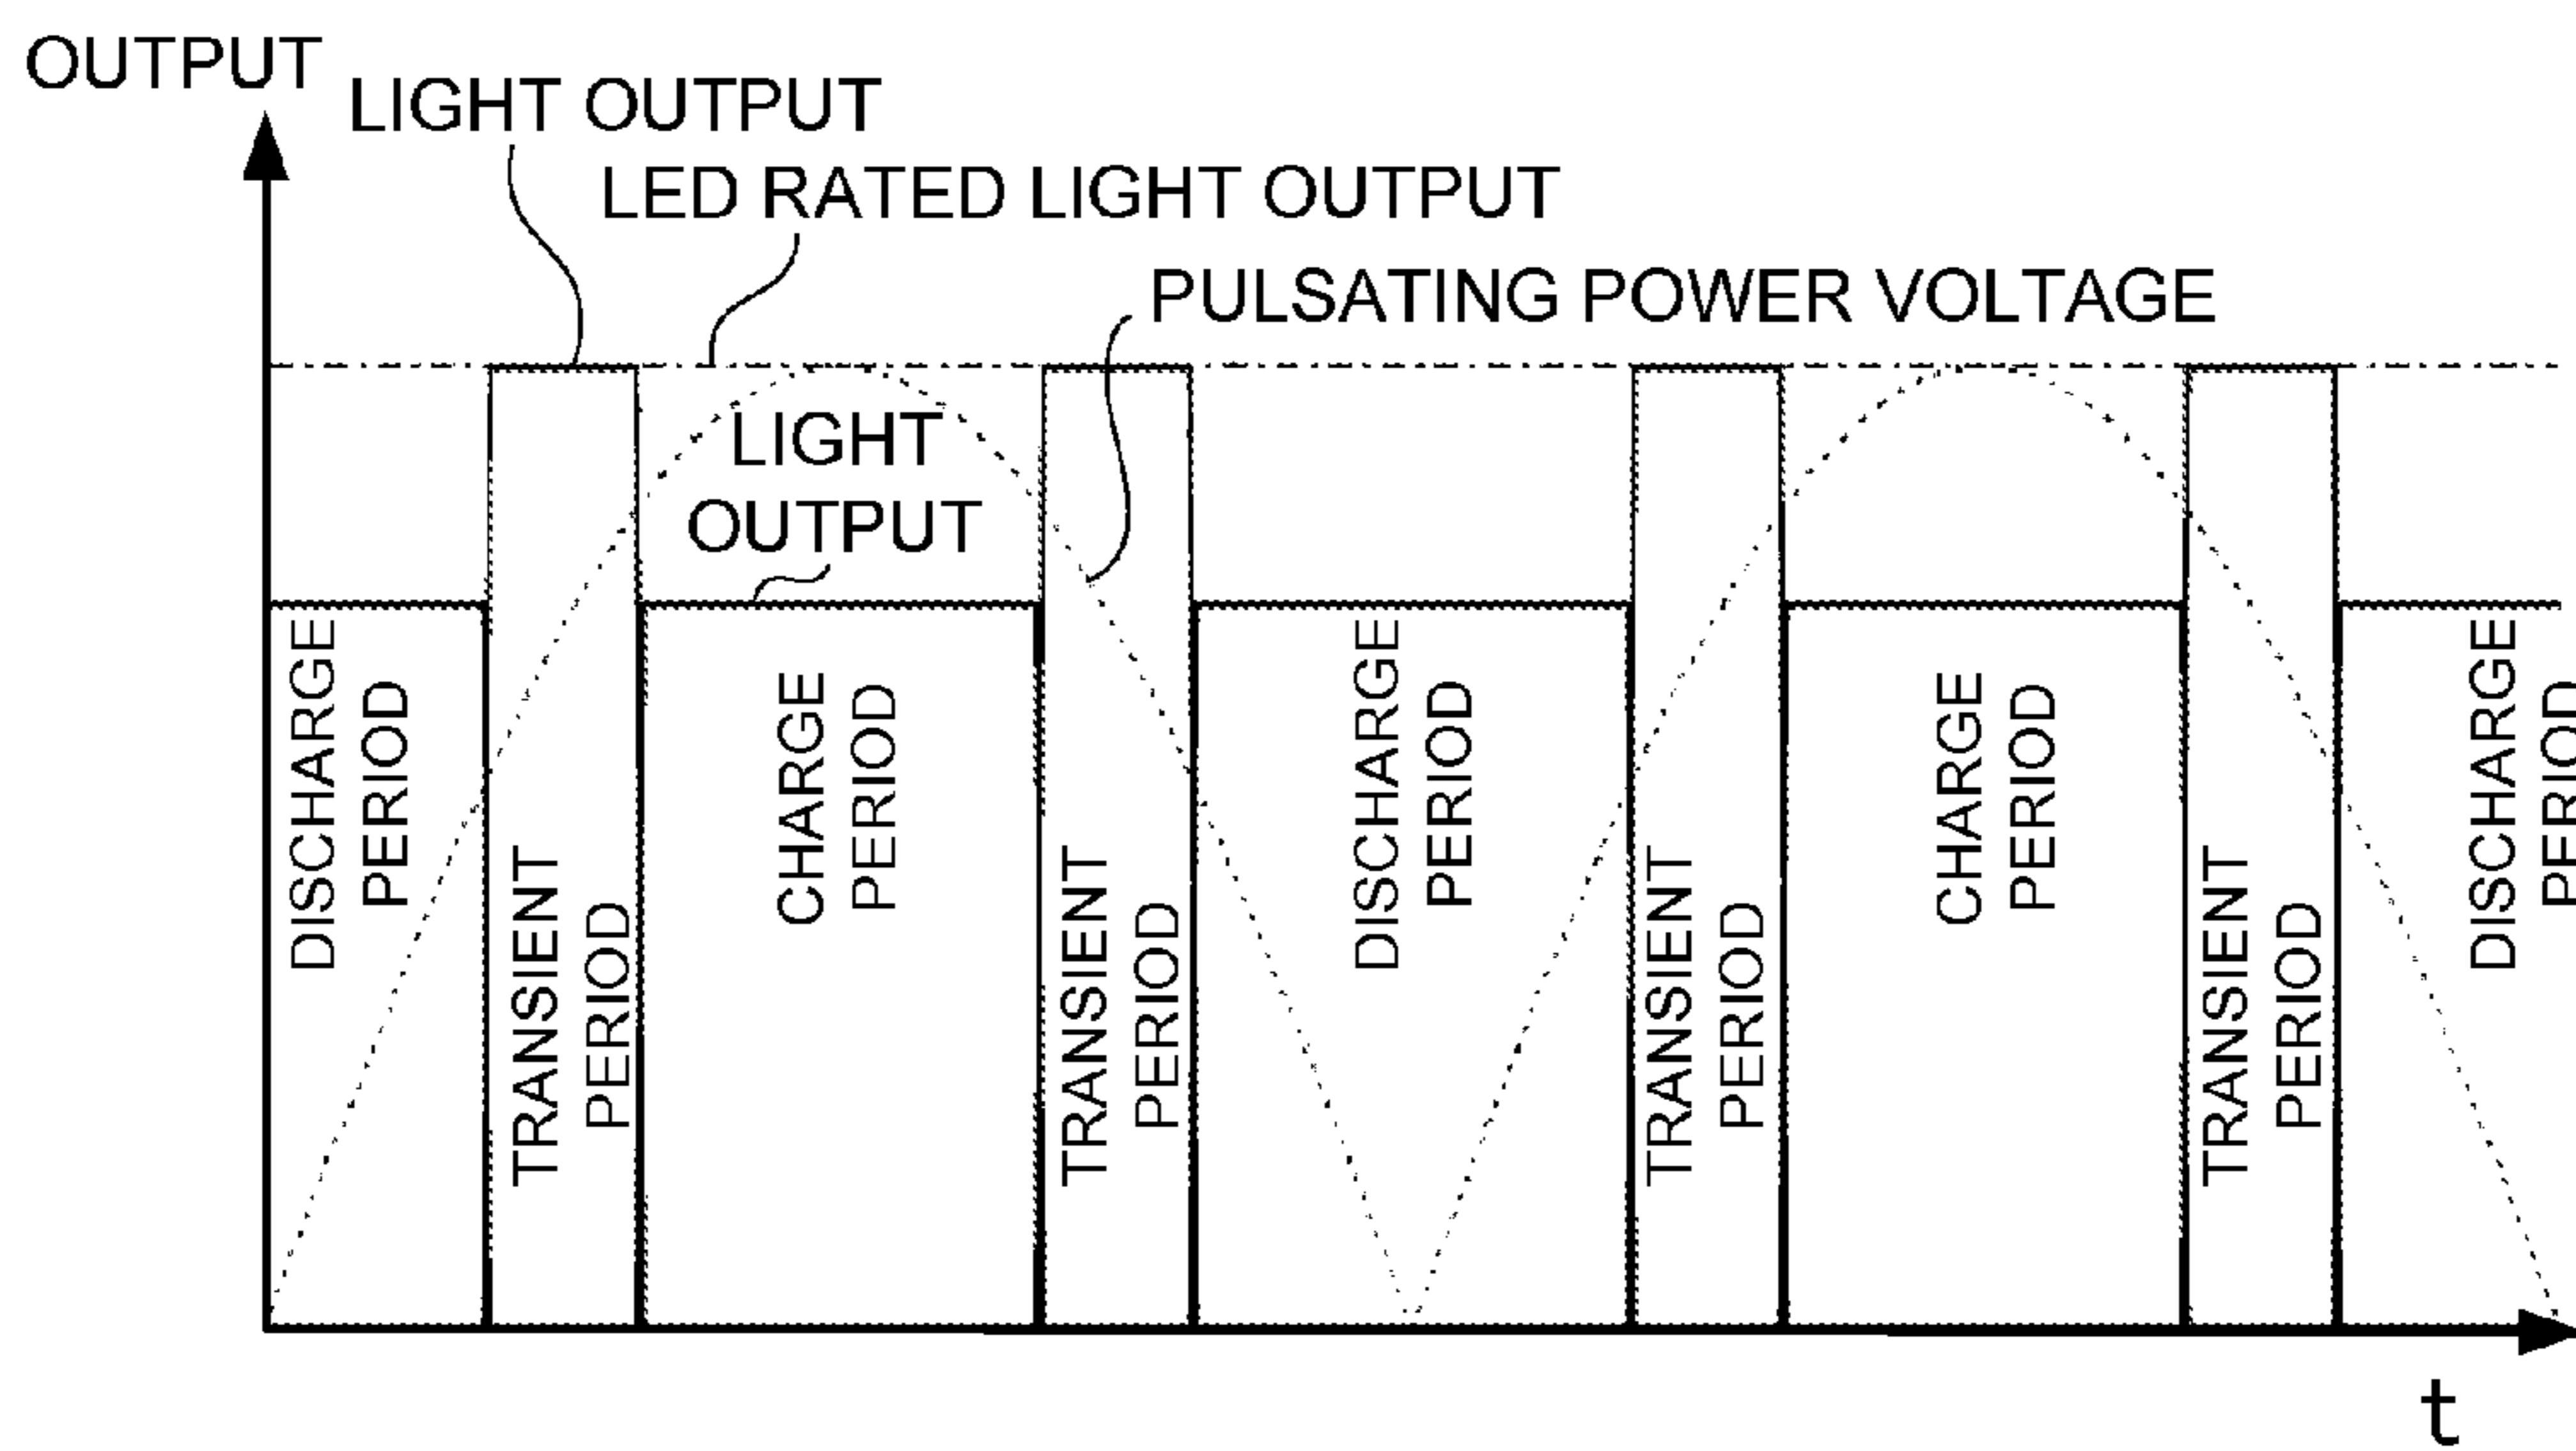 OUTPUT
LIGHT OUTPUT
LED RATED LIGHT OUTPUT
PULSATING POWER VOLTAGE
LIGHT
OUTPUT
DISCHARGE
PERIOD
TRANSIENT
PERIOD
CHARGE
PERIOD
TRANSIENT
PERIOD
DISCHARGE
PERIOD
TRANSIENT
PERIOD
CHARGE
PERIOD
TRANSIENT
PERIOD
DISCHARGE
PERIOD
t